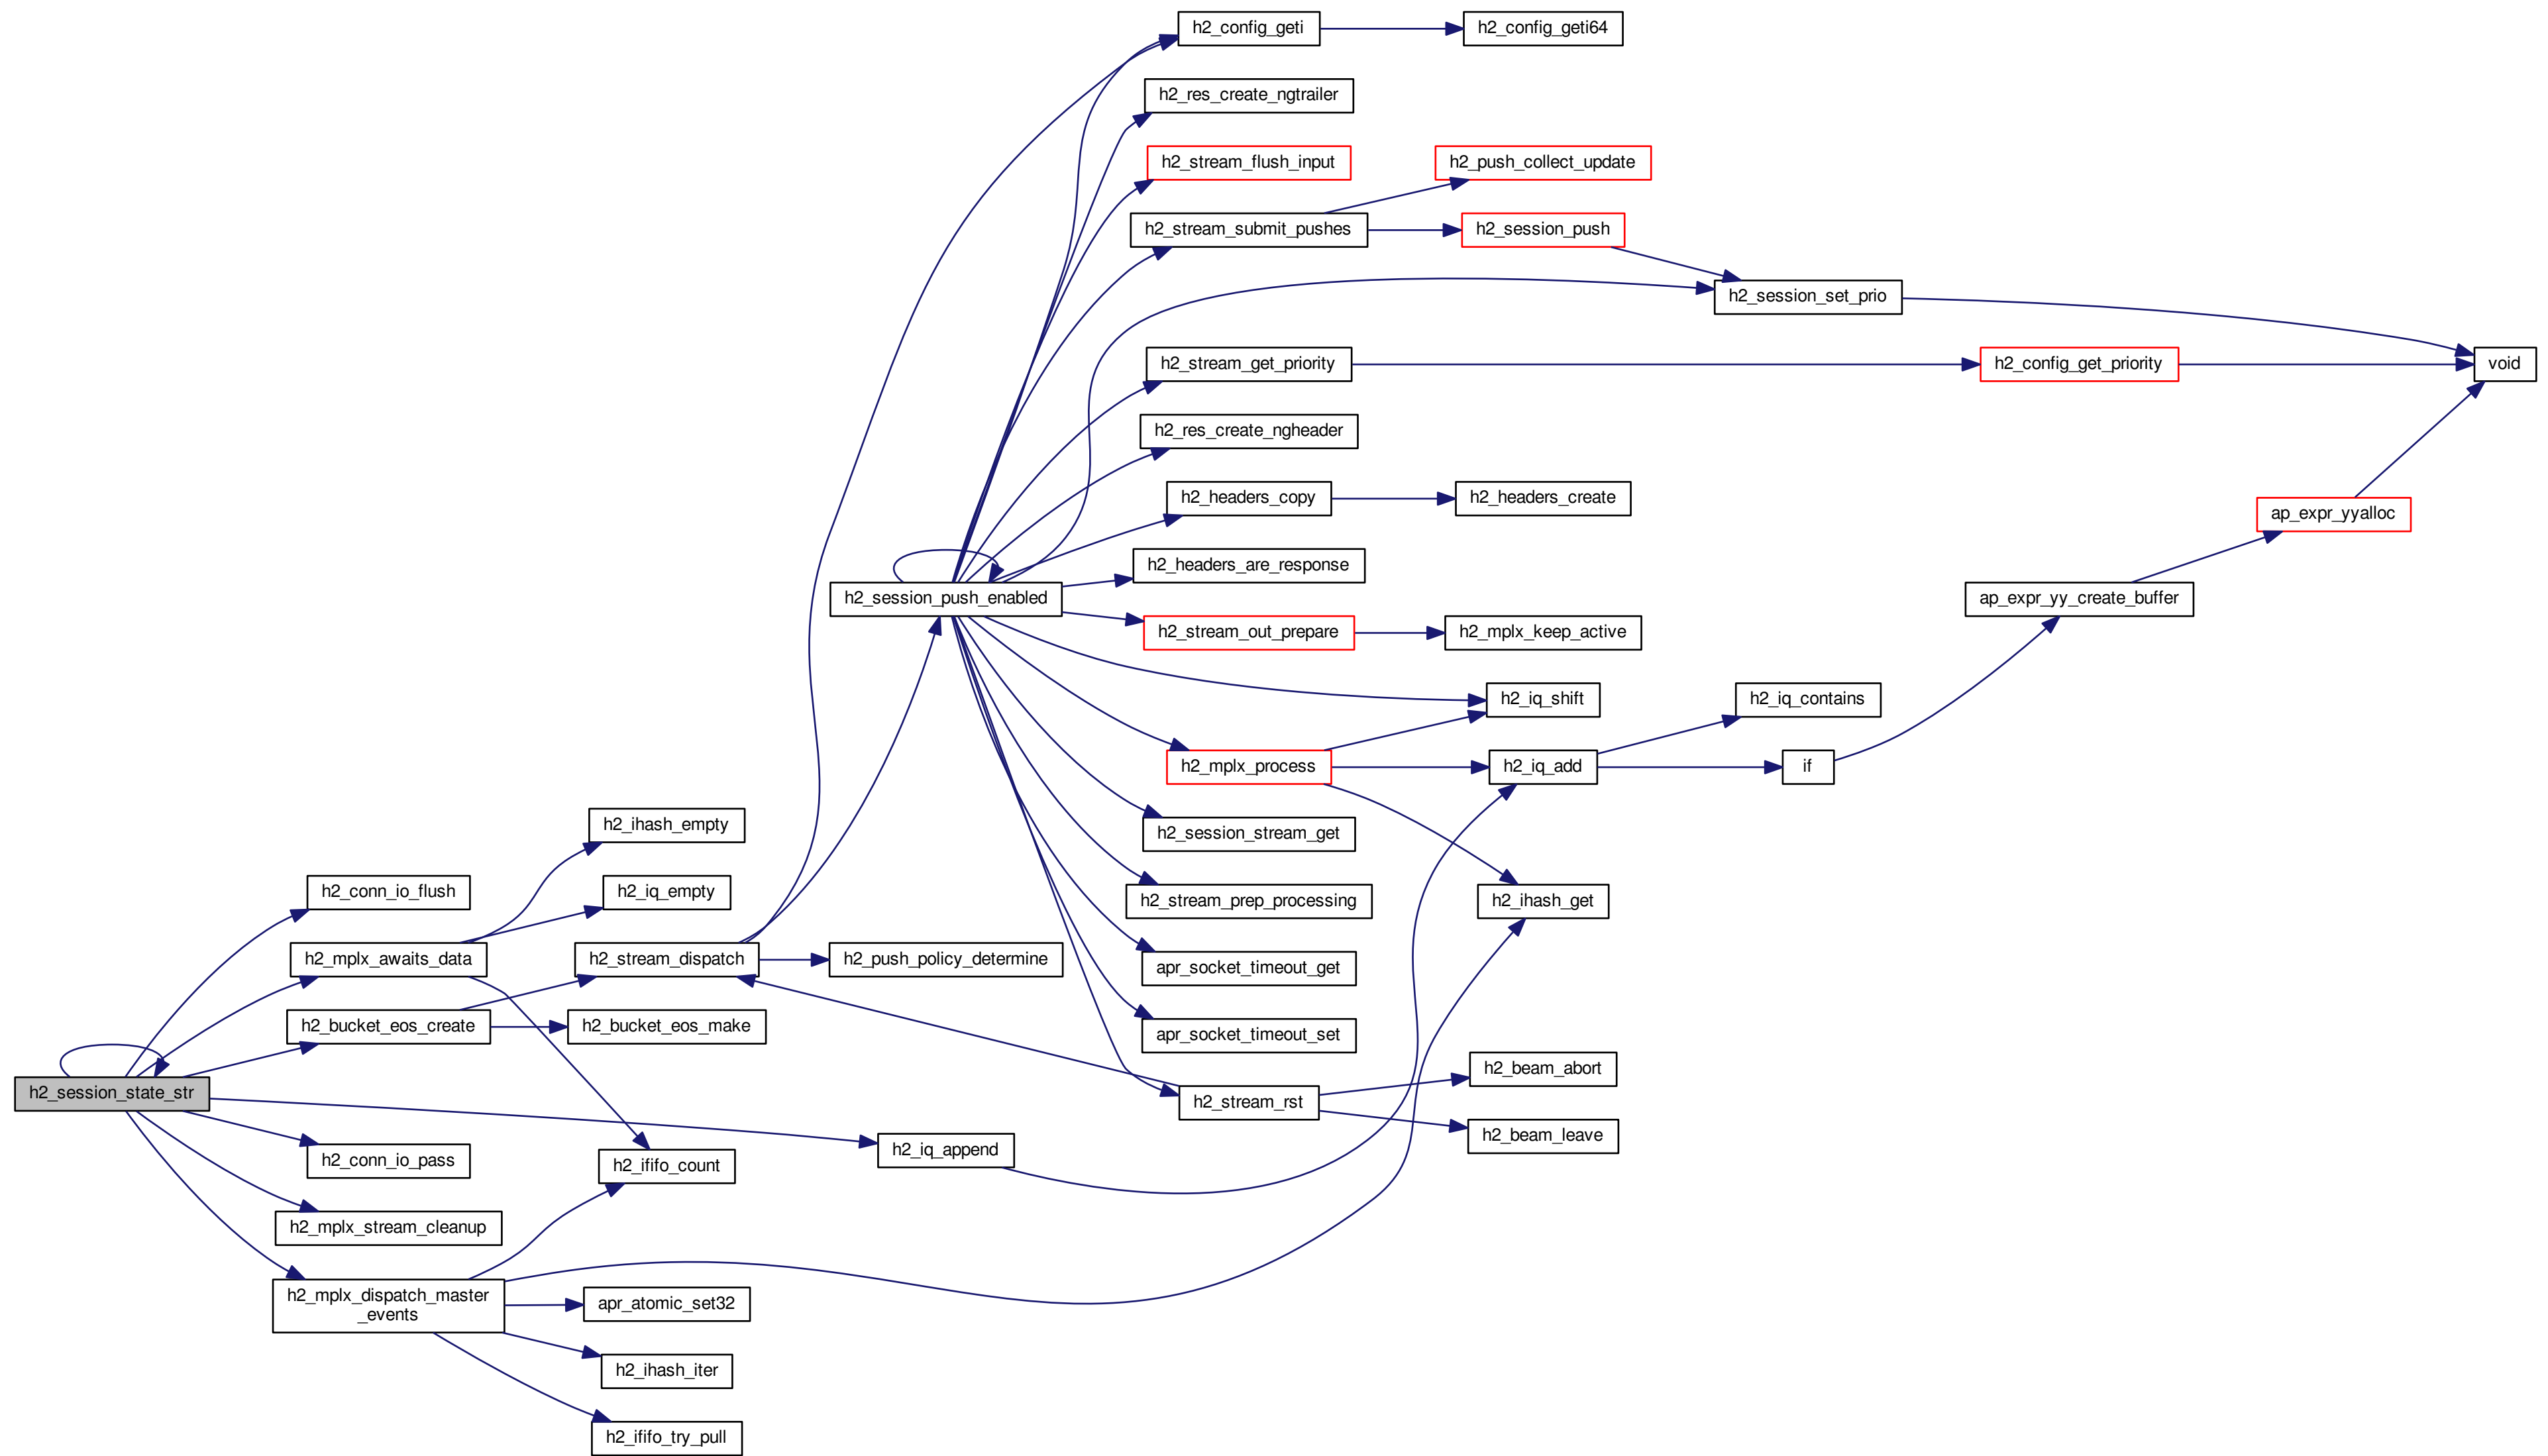 h2_config_geti
h2_config_geti64
h2_res_create_ngtrailer
h2_stream_flush_input
h2_push_collect_update
h2_stream_submit_pushes
h2_session_push
h2_session_set_prio
h2_stream_get_priority
h2_config_get_priority
void
h2_res_create_ngheader
h2_headers_copy
h2_headers_create
ap_expr_yyalloc
h2_headers_are_response
h2_session_push_enabled
ap_expr_yy_create_buffer
h2_stream_out_prepare
h2_mplx_keep_active
h2_iq_shift
h2_iq_contains
h2_mplx_process
h2_iq_add
if
h2_ihash_empty
h2_session_stream_get
h2_conn_io_flush
h2_iq_empty
h2_stream_prep_processing
h2_ihash_get
h2_mplx_awaits_data
h2_stream_dispatch
h2_push_policy_determine
apr_socket_timeout_get
h2_bucket_eos_create
h2_bucket_eos_make
apr_socket_timeout_set
h2_beam_abort
h2_session_state_str
h2_stream_rst
h2_beam_leave
h2_iq_append
h2_conn_io_pass
h2_ififo_count
h2_mplx_stream_cleanup
h2_mplx_dispatch_master
_events
apr_atomic_set32
h2_ihash_iter
h2_ififo_try_pull